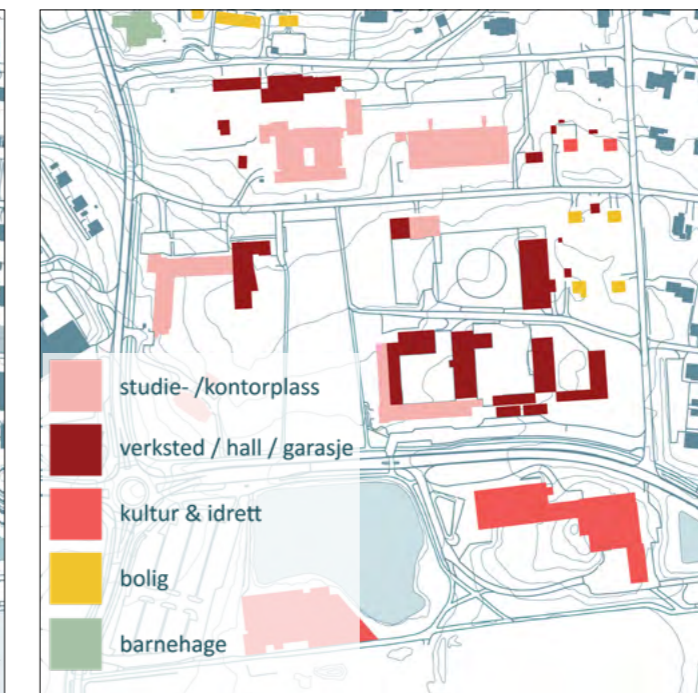 studie- /kontorplass
verksted / hall / garasje
kultur & idrett
bolig
barnehage